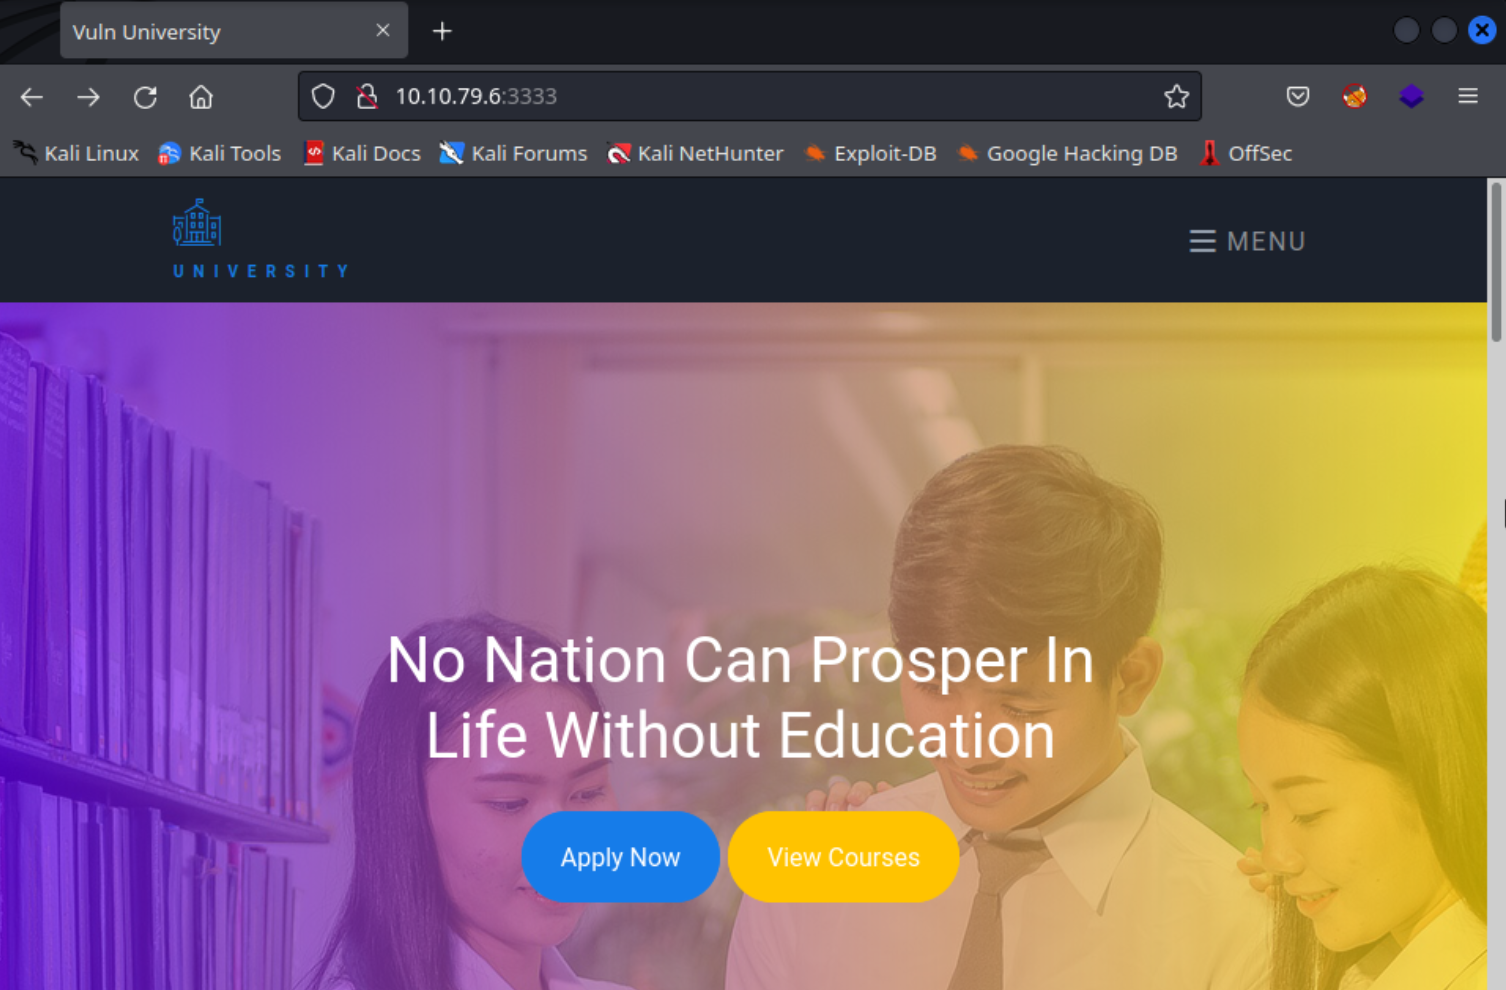 Vuln University
10.10.79.6:3333
Kali Linux Kali Tools Kali Docs Kali Forums Kali NetHunter Exploit-DB Google Hacking DB OffSec
UNIVERSITY
MENU
No Nation Can Prosper In
Life Without Education
Apply Now View Courses